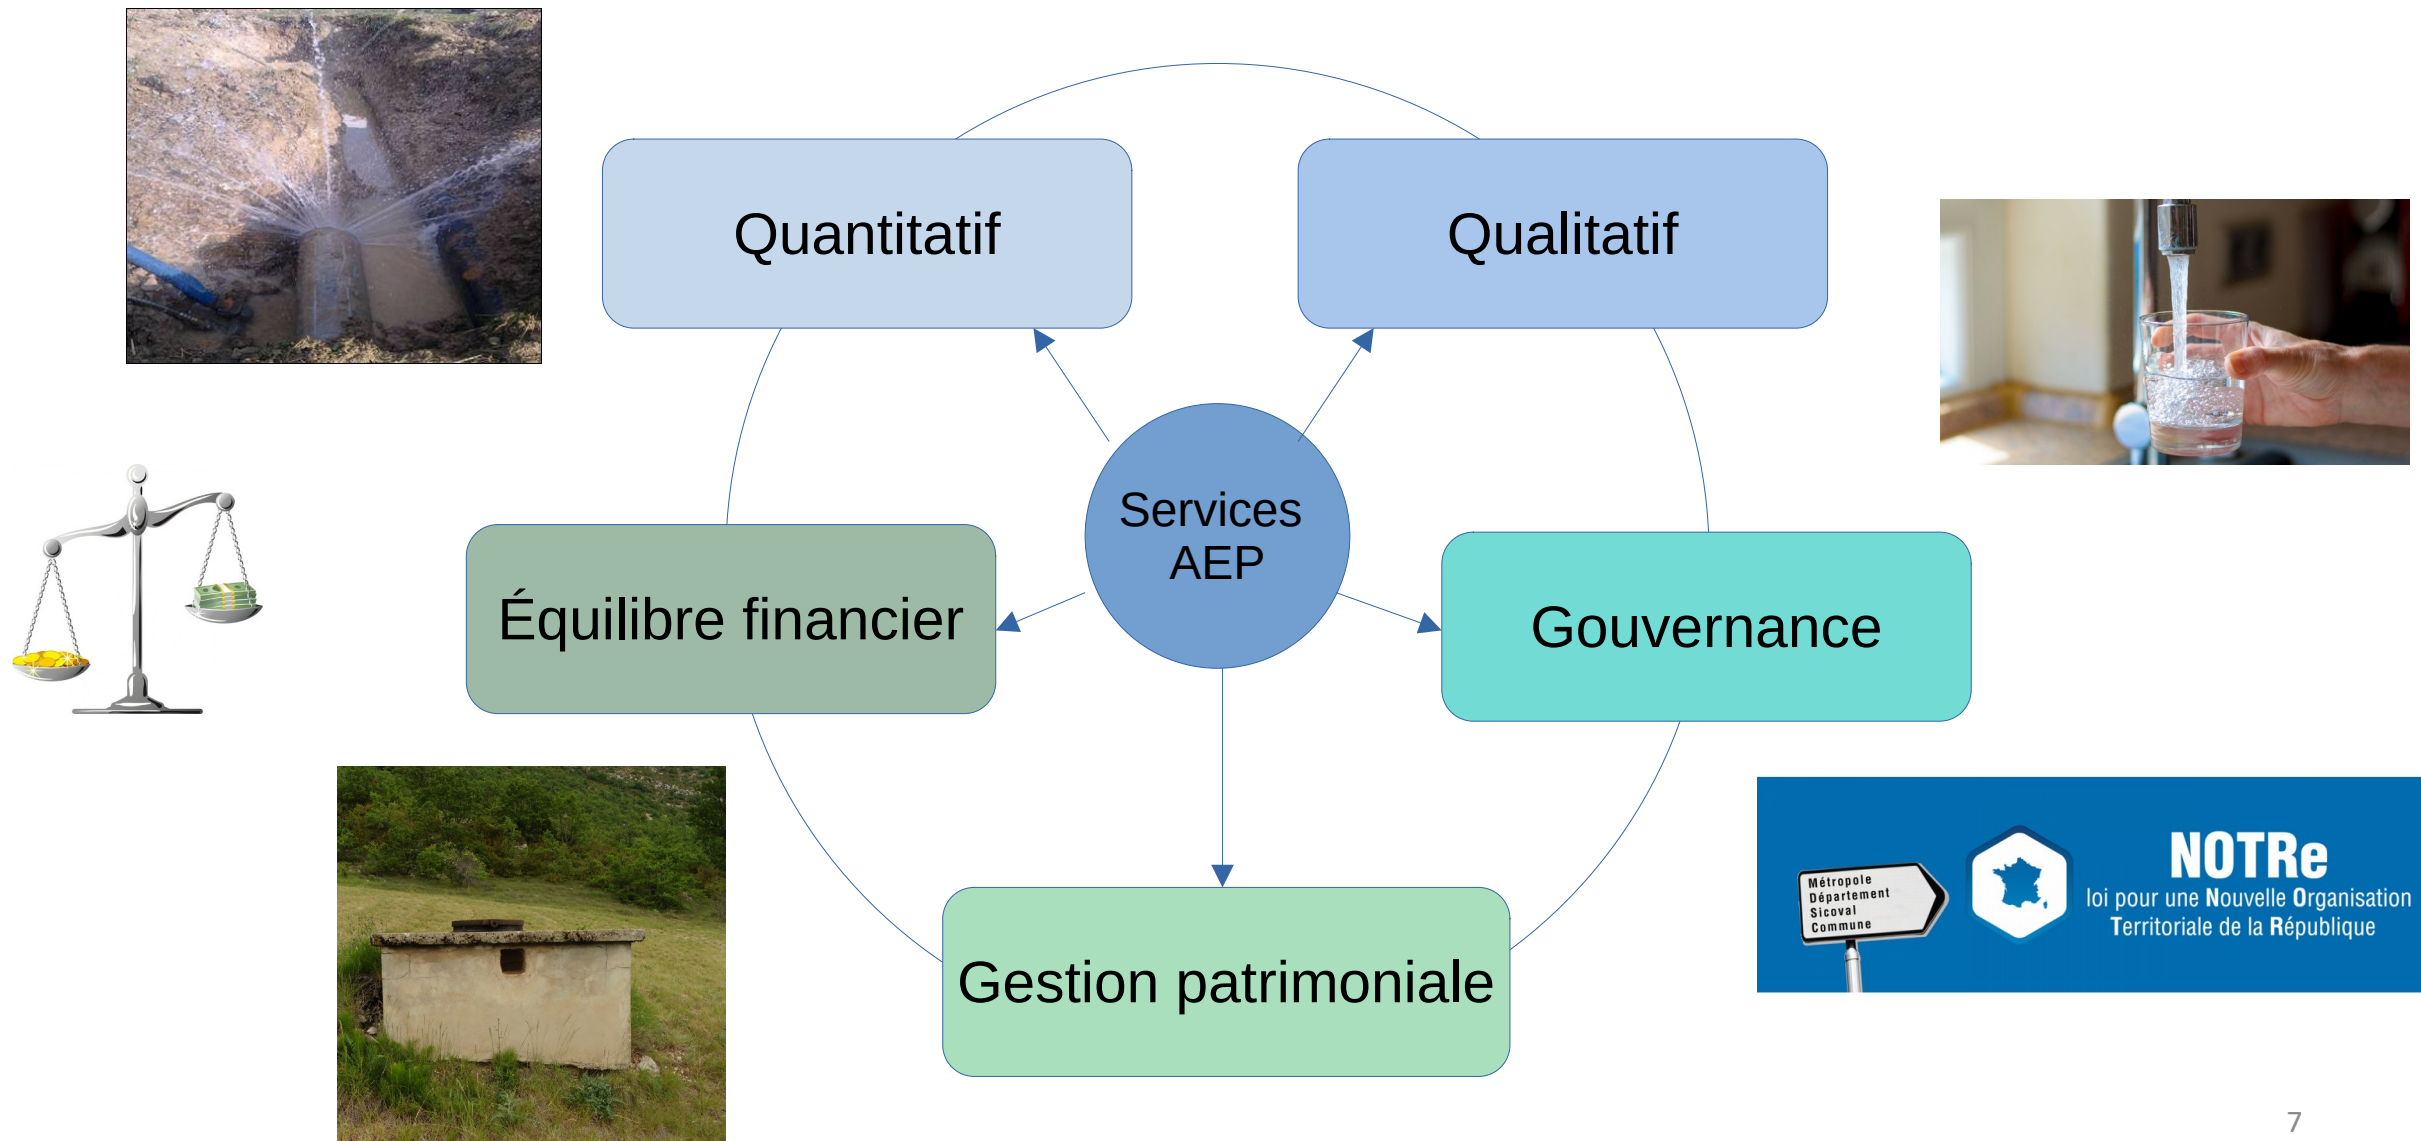 Quantitatif
Qualitatif
Services
AEP
Équilibre financier
Gouvernance
Gestion patrimoniale
Métropole
Département
Sicoval
Commune
NOTRe
loi pour une Nouvelle Organisation
Territoriale de la République
7